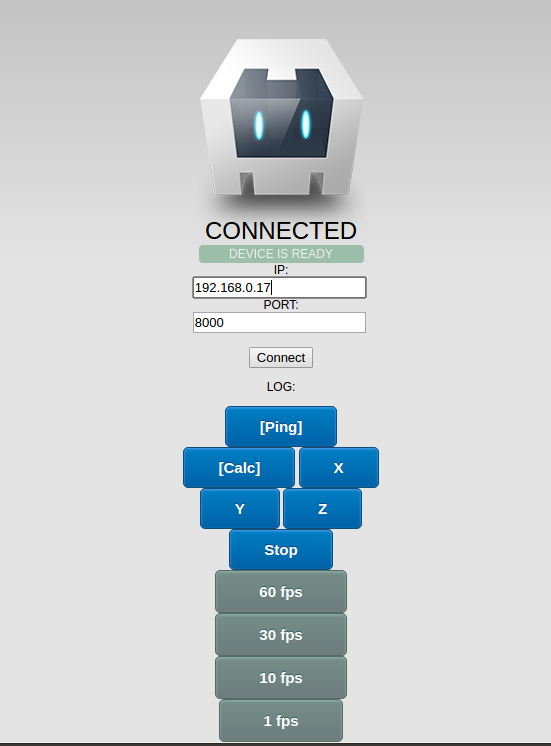 CONNECTED
DEVICE IS READY
IP:
192.168.0.17
PORT:
8000
Connect
LOG:
[Ping]
[Calc] X
Y Z
Stop
60 fps
30 fps
10 fps
1 fps